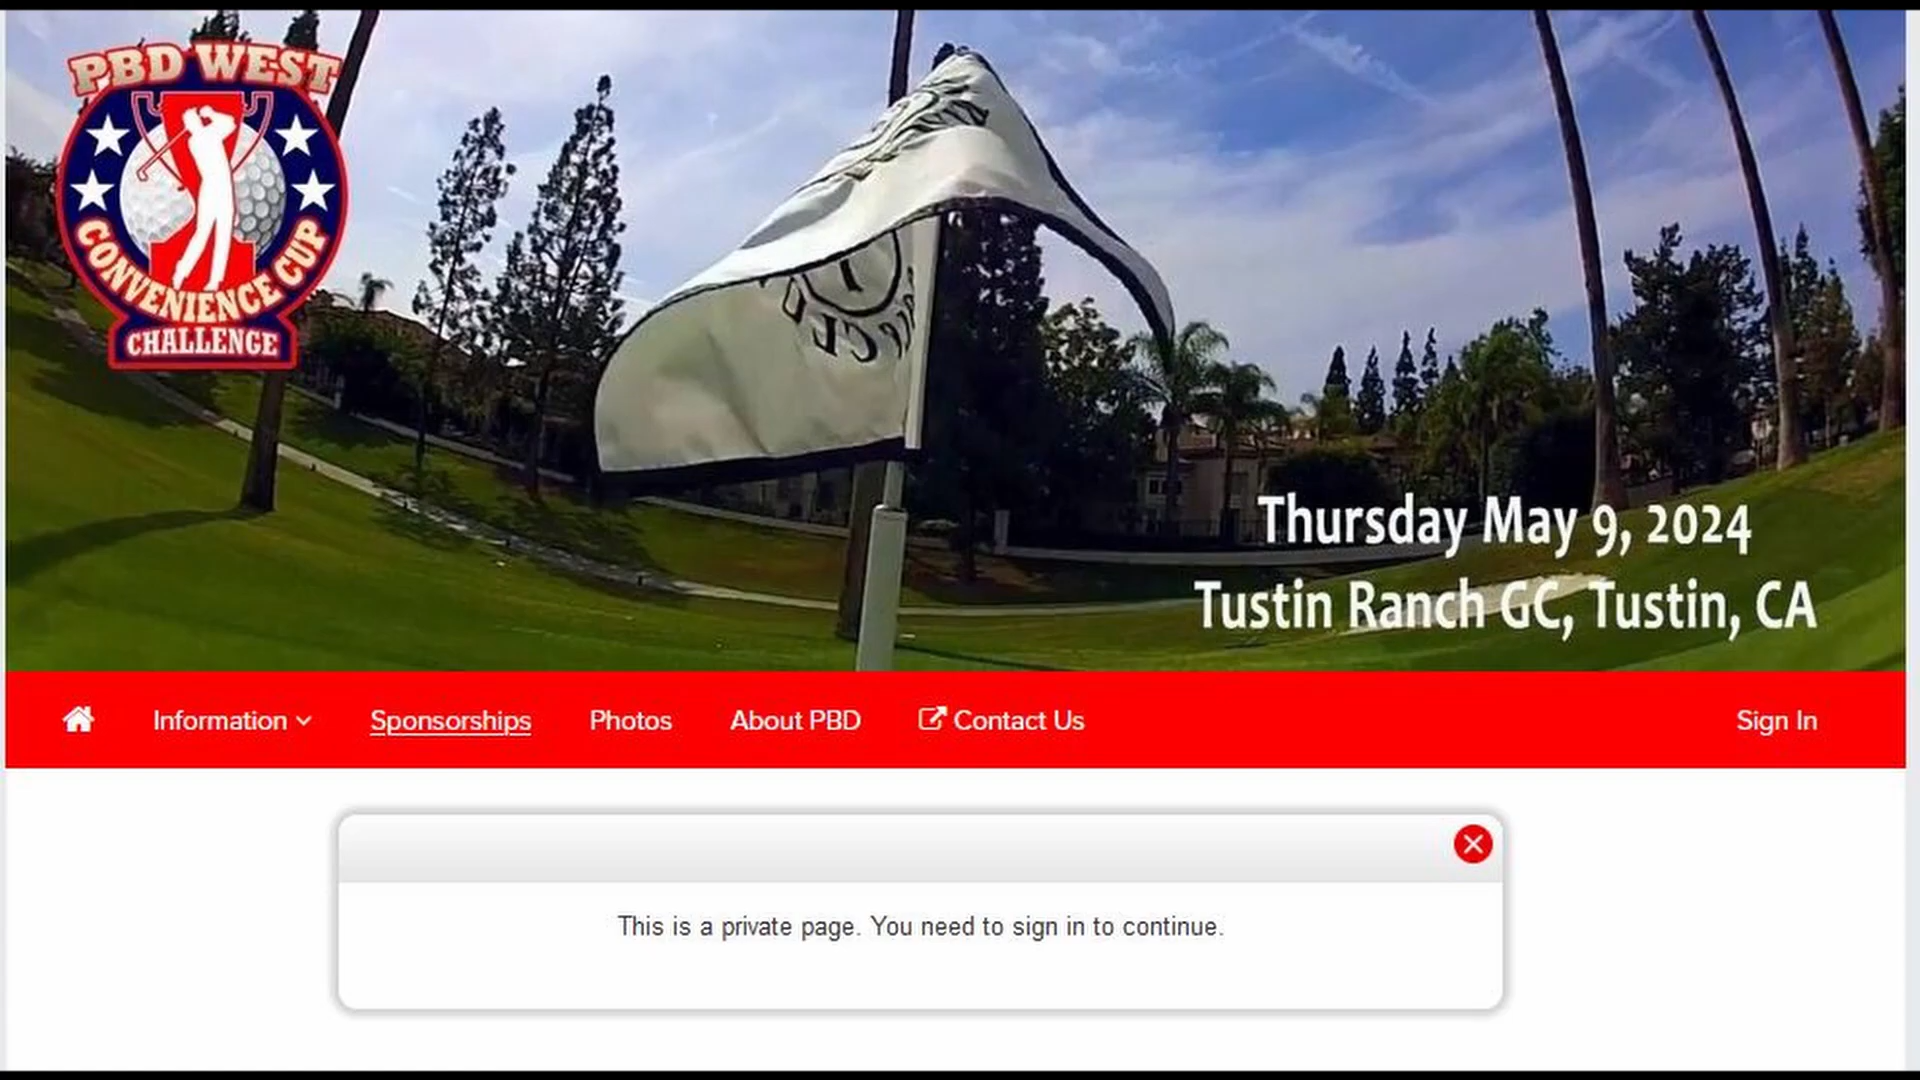 PBD WEST
CONVENIENCE CUP
CHALLENGE
Thursday May 9, 2024
Tustin Ranch GC, Tustin, CA
Information
Sponsorships
Photos
About PBD
Contact Us
Sign In
This is a private page. You need to sign in to continue.